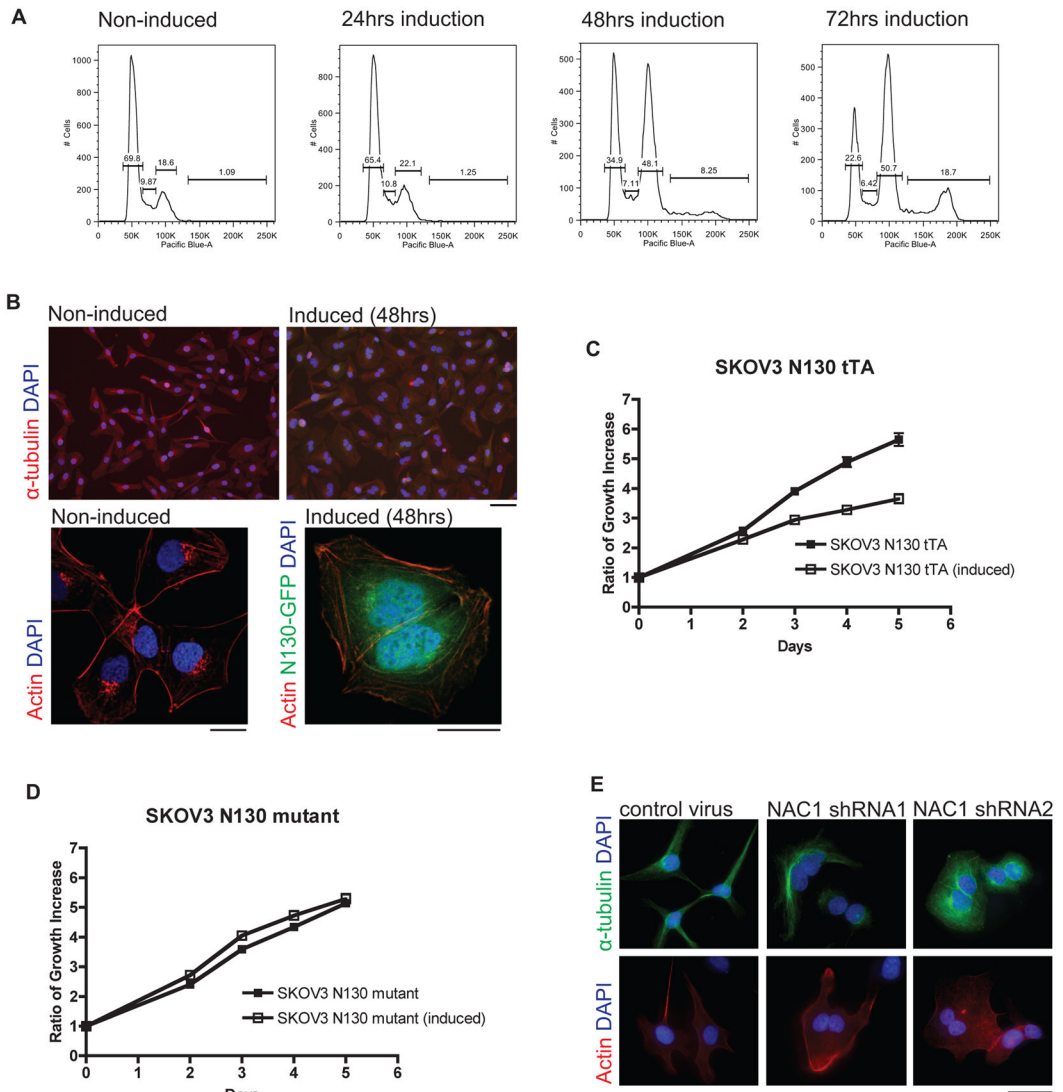 A
Non-induced
24hrs induction
48hrs induction
72hrs induction
# Cells
1000
800
600
400
200
0
69.8
9.87
18.6
1.09
0 50K 100K 150K 200K 250K
Pacific Blue-A
# Cells
800
600
400
200
0
65.4
10.8
22.1
1.25
0 50K 100K 150K 200K 250K
Pacific Blue-A
# Cells
500
400
300
200
100
0
34.9
7.11
48.1
8.25
0 50K 100K 150K 200K 250K
Pacific Blue-A
# Cells
500
400
300
200
100
0
22.6
6.42
50.7
18.7
0 50K 100K 150K 200K 250K
Pacific Blue-A
B
Non-induced
Induced (48hrs)
α-tubulin DAPI
Non-induced
Induced (48hrs)
Actin DAPI
Actin N130-GFP DAPI
C
SKOV3 N130 tTA
Ratio of Growth Increase
7
6
5
4
3
2
1
0
SKOV3 N130 tTA
SKOV3 N130 tTA (induced)
0 1 2 3 4 5 6
Days
D
SKOV3 N130 mutant
Ratio of Growth Increase
7
6
5
4
3
2
1
0
SKOV3 N130 mutant
SKOV3 N130 mutant (induced)
0 1 2 3 4 5 6
Days
E
control virus
NAC1 shRNA1
NAC1 shRNA2
α-tubulin DAPI
Actin DAPI